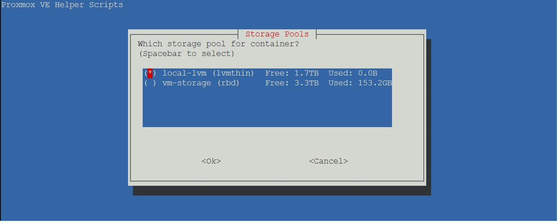 Proxmox VE Helper Scripts
Storage Pools
Which storage pool for container?
(Spacebar to select)
(*) local-lvm (lvmthin)  Free: 1.7TB  Used: 0.0B
( ) vm-storage (rbd)     Free: 3.3TB  Used: 153.2GB
<Ok>    <Cancel>